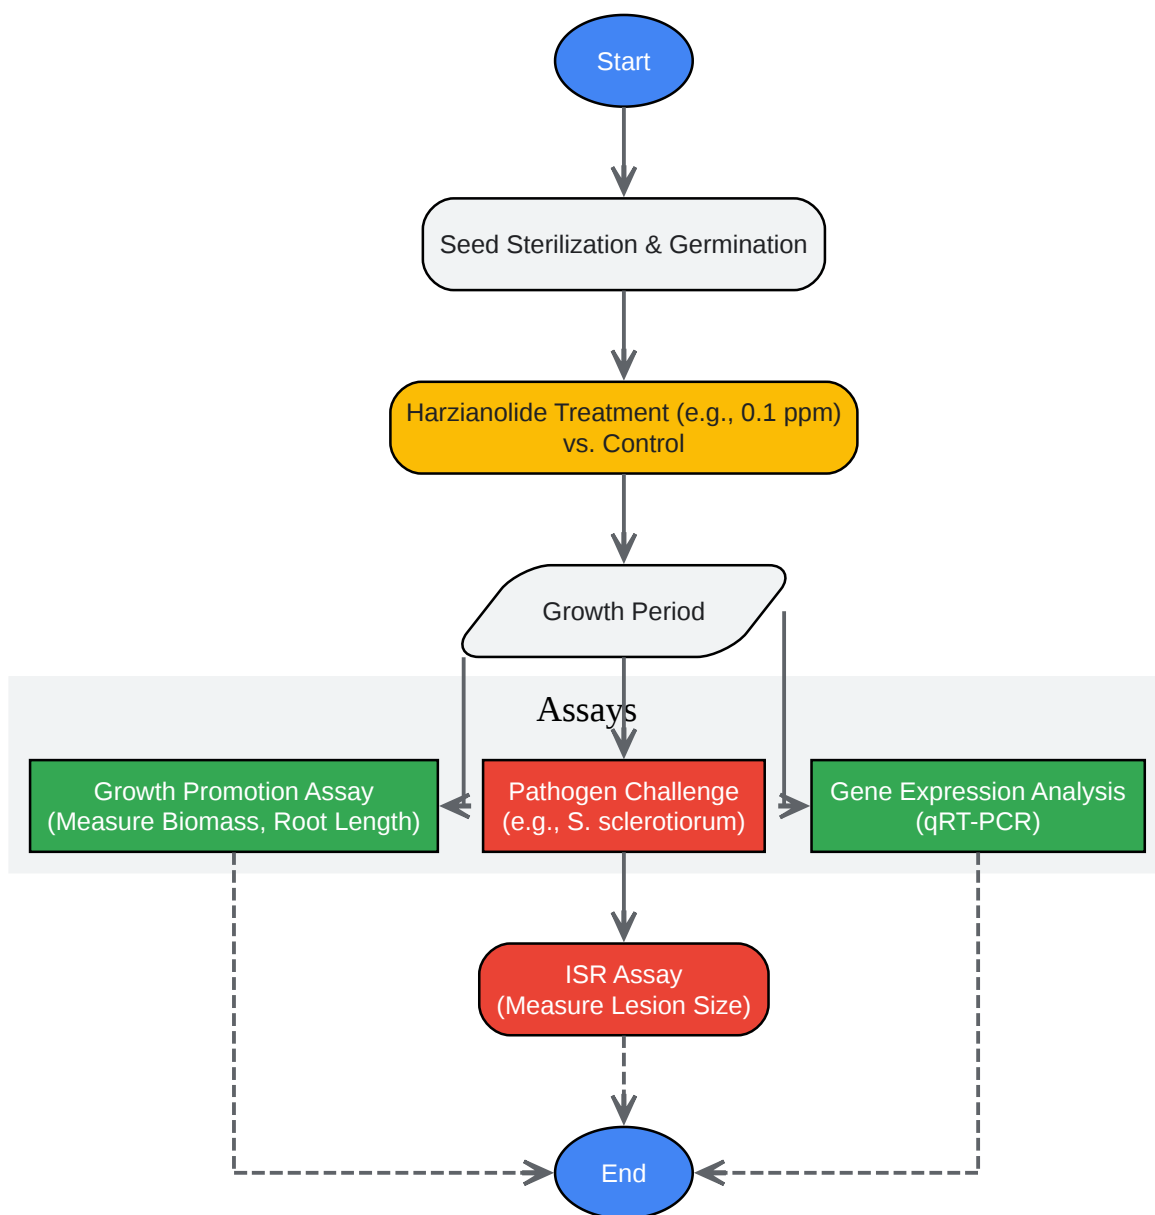 Start
Seed Sterilization & Germination
Harzianolide Treatment (e.g., 0.1 ppm)
vs. Control
Growth Period
Assays
Growth Promotion Assay
(Measure Biomass, Root Length)
Pathogen Challenge
(e.g., S. sclerotiorum)
Gene Expression Analysis
(qRT-PCR)
ISR Assay
(Measure Lesion Size)
End